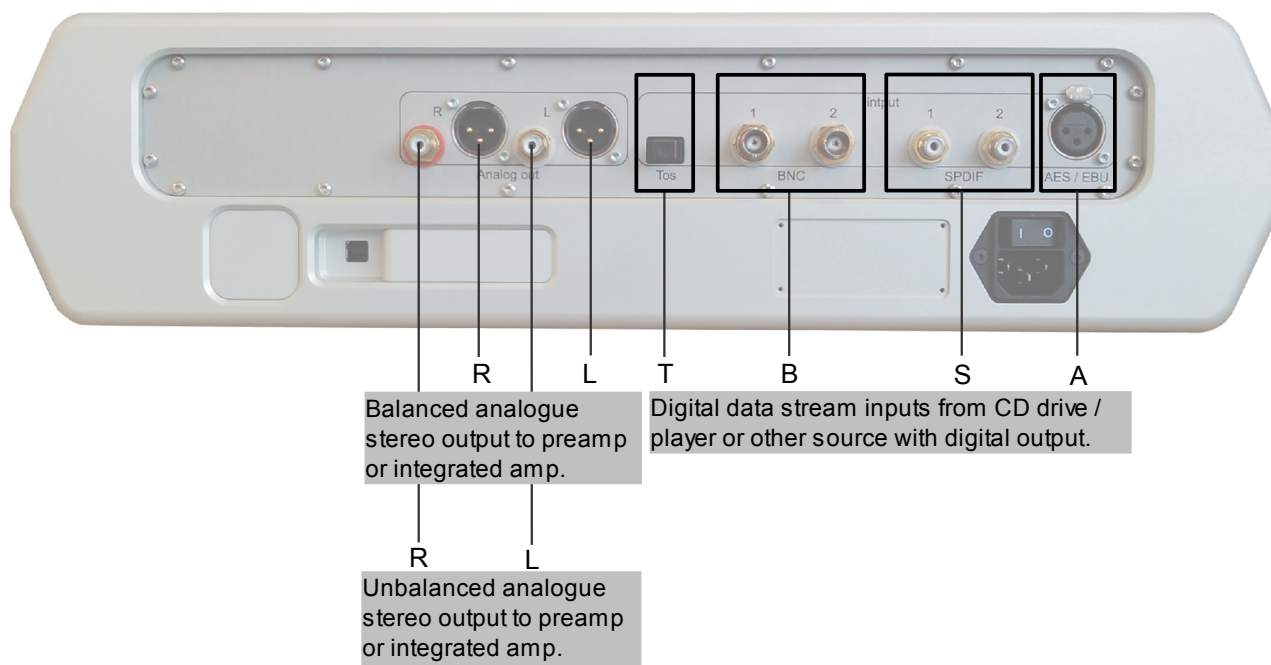 intput
R L 1 2 1 2
Analog out Tos BNC SPDIF AES / EBU
I O
R L T B S A
Balanced analogue
stereo output to preamp
or integrated amp.
Digital data stream inputs from CD drive /
player or other source with digital output.
R L
Unbalanced analogue
stereo output to preamp
or integrated amp.